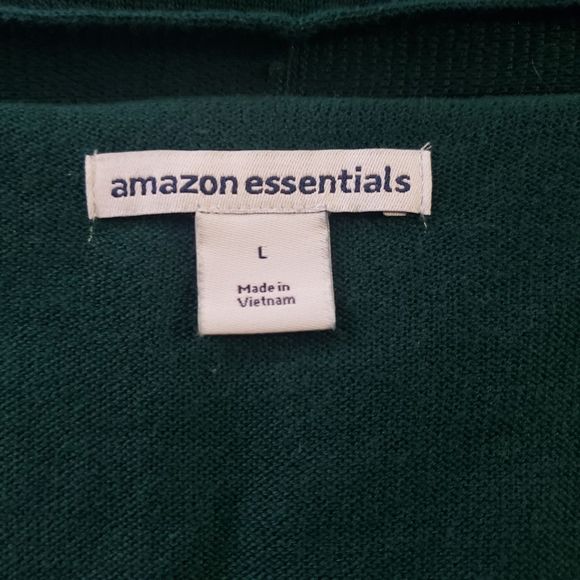 amazon essentials
L
Made in
Vietnam